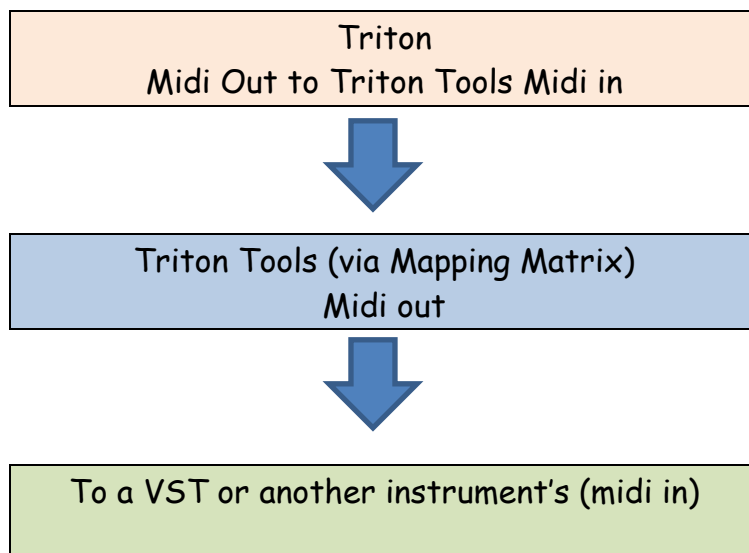 Triton
Midi Out to Triton Tools Midi in
Triton Tools (via Mapping Matrix)
Midi out
To a VST or another instrument's (midi in)